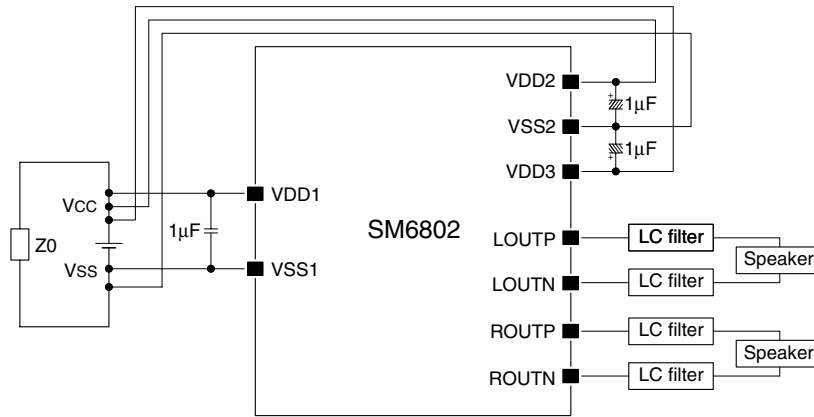 VDD2
1μF
VSS2
1μF
VDD3
VCC
VDD1
Z0
1μF
SM6802
VSS
VSS1
LOUTP
LC filter
Speaker
LOUTN
LC filter
ROUTP
LC filter
Speaker
ROUTN
LC filter